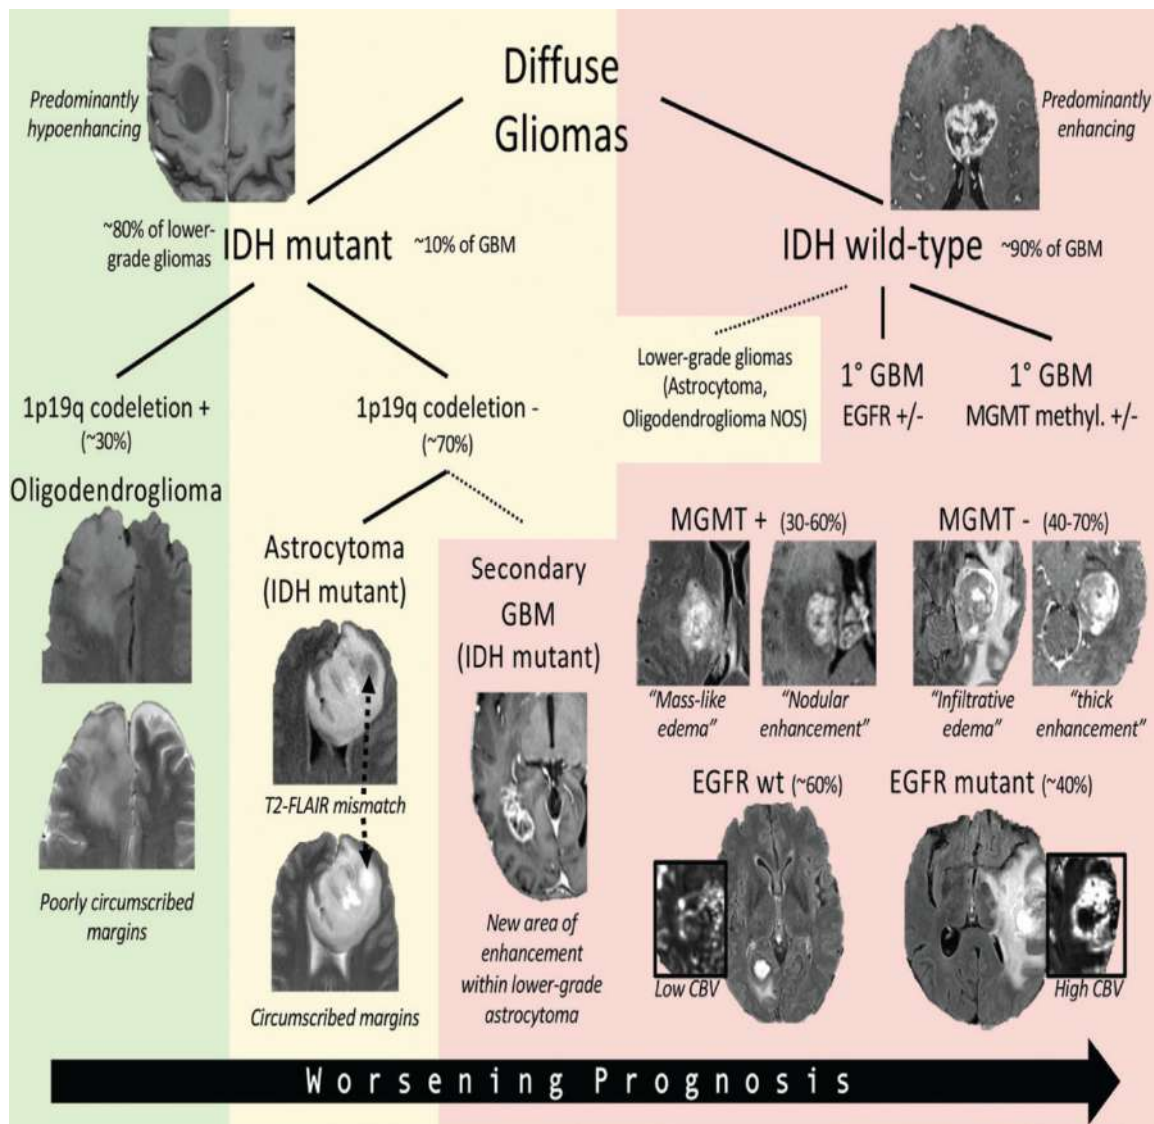 Diffuse
Gliomas
Predominantly
hypoenhancing
Predominantly
enhancing
~80% of lower-
grade gliomas
IDH mutant
~10% of GBM
IDH wild-type
~90% of GBM
1p19q codeletion +
(~30%)
1p19q codeletion -
(~70%)
Lower-grade gliomas
(Astrocytoma,
Oligodendroglioma NOS)
1° GBM
EGFR +/-
1° GBM
MGMT methyl. +/-
Oligodendroglioma
Poorly circumscribed
margins
Astrocytoma
(IDH mutant)
T2-FLAIR mismatch
Circumscribed margins
Secondary
GBM
(IDH mutant)
New area of
enhancement
within lower-grade
astrocytoma
MGMT + (30-60%)
MGMT - (40-70%)
"Mass-like
edema"
"Nodular
enhancement"
"Infiltrative
edema"
"thick
enhancement"
EGFR wt (~60%)
EGFR mutant (~40%)
Low CBV
High CBV
Worsening Prognosis